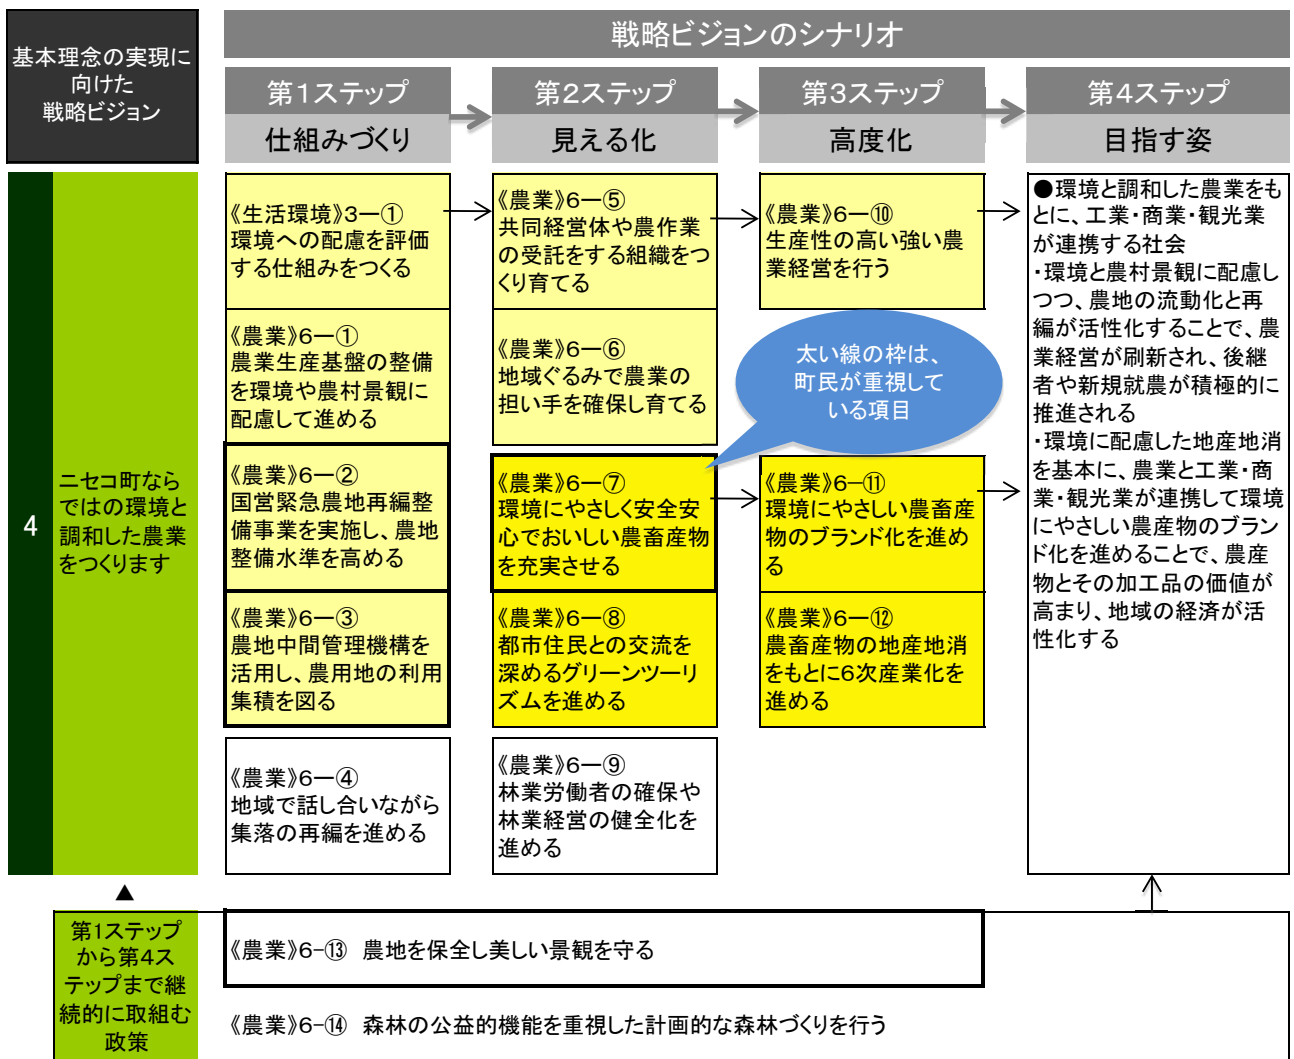 基本理念の実現に
向けた
戦略ビジョン
戦略ビジョンのシナリオ
第1ステップ
仕組みづくり
第2ステップ
見える化
第3ステップ
高度化
第4ステップ
目指す姿
4
ニセコ町なら
ではの環境と
調和した農業
をつくります
《生活環境》3ー①
環境への配慮を評価
する仕組みをつくる
《農業》6ー①
農業生産基盤の整備
を環境や農村景観に
配慮して進める
《農業》6ー②
国営緊急農地再編整
備事業を実施し、農地
整備水準を高める
《農業》6ー③
農地中間管理機構を
活用し、農用地の利用
集積を図る
《農業》6ー④
地域で話し合いながら
集落の再編を進める
《農業》6ー⑤
共同経営体や農作業
の受託をする組織をつ
くり育てる
《農業》6ー⑥
地域ぐるみで農業の
担い手を確保し育てる
《農業》6ー⑦
環境にやさしく安全安
心でおいしい農畜産物
を充実させる
《農業》6ー⑧
都市住民との交流を
深めるグリーンツーリ
ズムを進める
《農業》6ー⑨
林業労働者の確保や
林業経営の健全化を
進める
《農業》6ー⑩
生産性の高い強い農
業経営を行う
太い線の枠は、
町民が重視して
いる項目
《農業》6ー⑪
環境にやさしい農畜産
物のブランド化を進め
る
《農業》6ー⑫
農畜産物の地産地消
をもとに6次産業化を
進める
●環境と調和した農業をも
とに、工業・商業・観光業
が連携する社会
・環境と農村景観に配慮し
つつ、農地の流動化と再
編が活性化することで、農
業経営が刷新され、後継
者や新規就農が積極的に
推進される
・環境に配慮した地産地消
を基本に、農業と工業・商
業・観光業が連携して環境
にやさしい農産物のブラン
ド化を進めることで、農産
物とその加工品の価値が
高まり、地域の経済が活
性化する
▲
第1ステップ
から第4ス
テップまで継
続的に取組む
政策
《農業》6-⑬ 農地を保全し美しい景観を守る
《農業》6-⑭ 森林の公益的機能を重視した計画的な森林づくりを行う